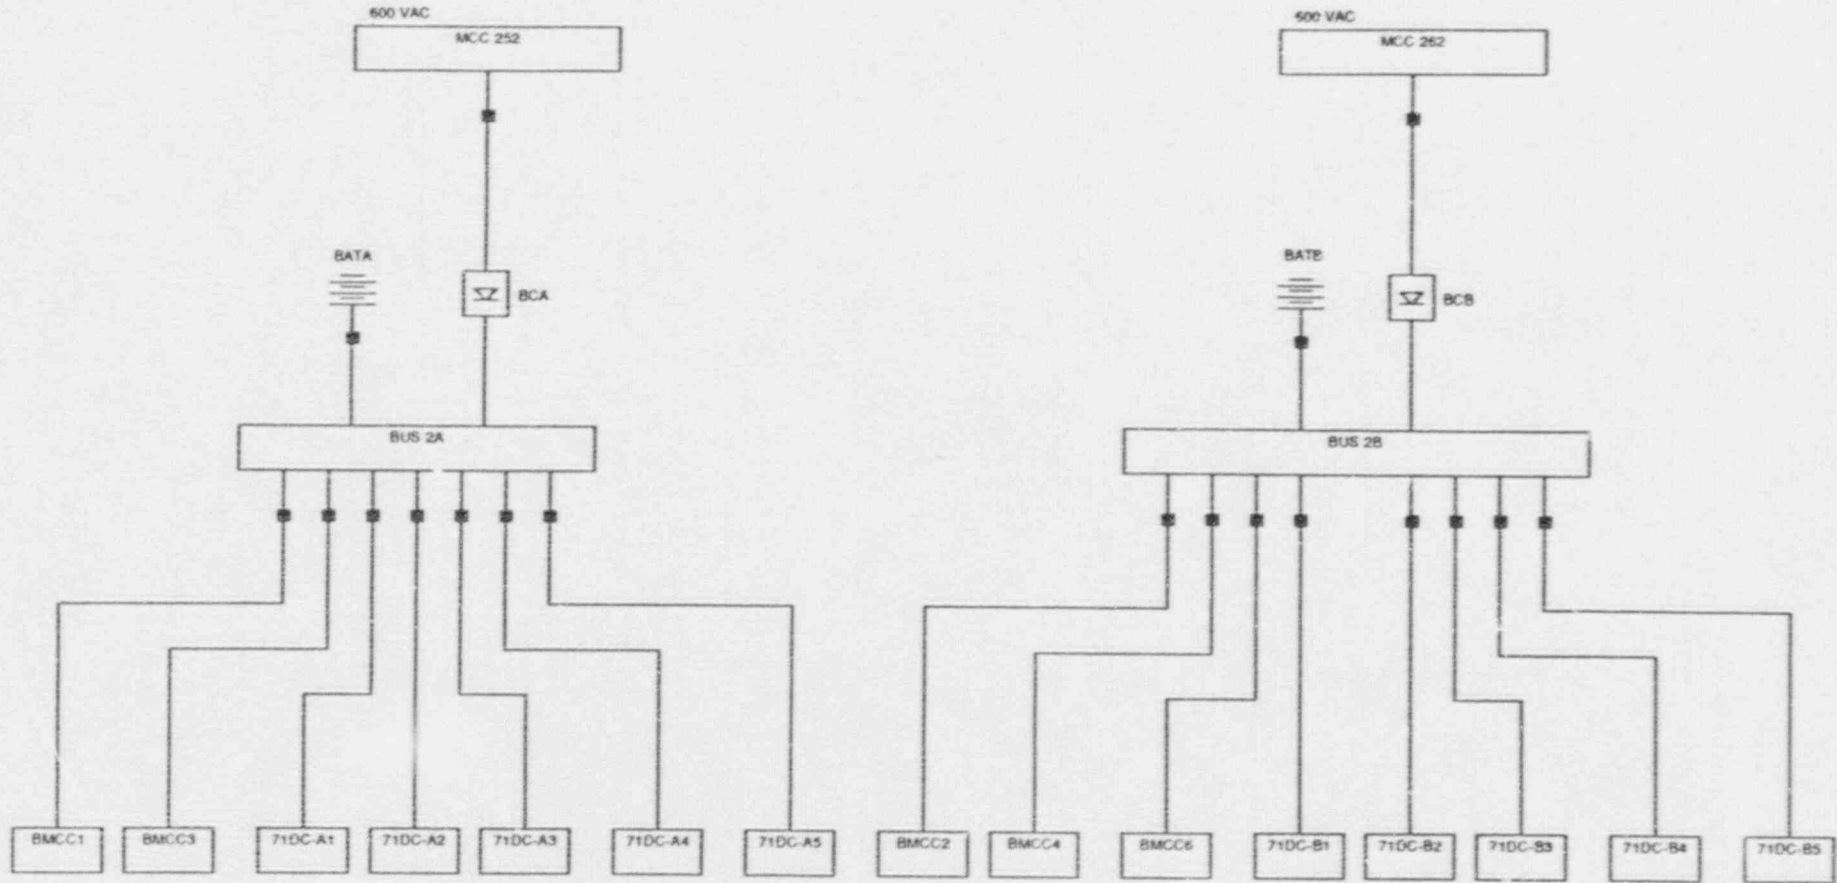 600 VAC
MCC 252
BATA
BCA
BUS 2A
BMCC1
BMCC3
71DC-A1
71DC-A2
71DC-A3
71DC-A4
71DC-A5
600 VAC
MCC 262
BATB
BCB
BUS 2B
BMCC2
BMCC4
BMCC6
71DC-B1
71DC-B2
71DC-B3
71DC-B4
71DC-B5